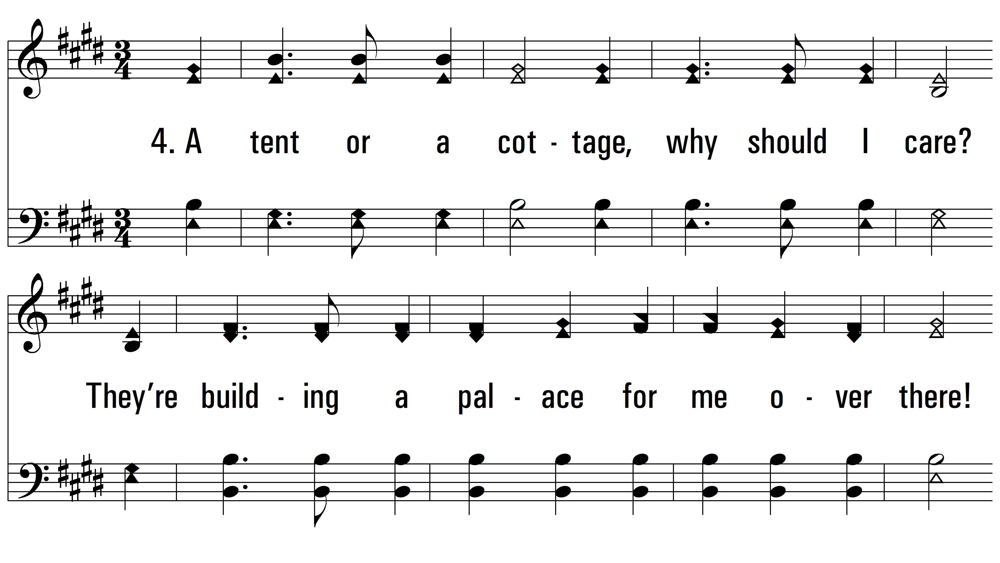 4. A tent or a cot - tage, why should I care?
They’re build - ing a pal - ace for me o - ver there!